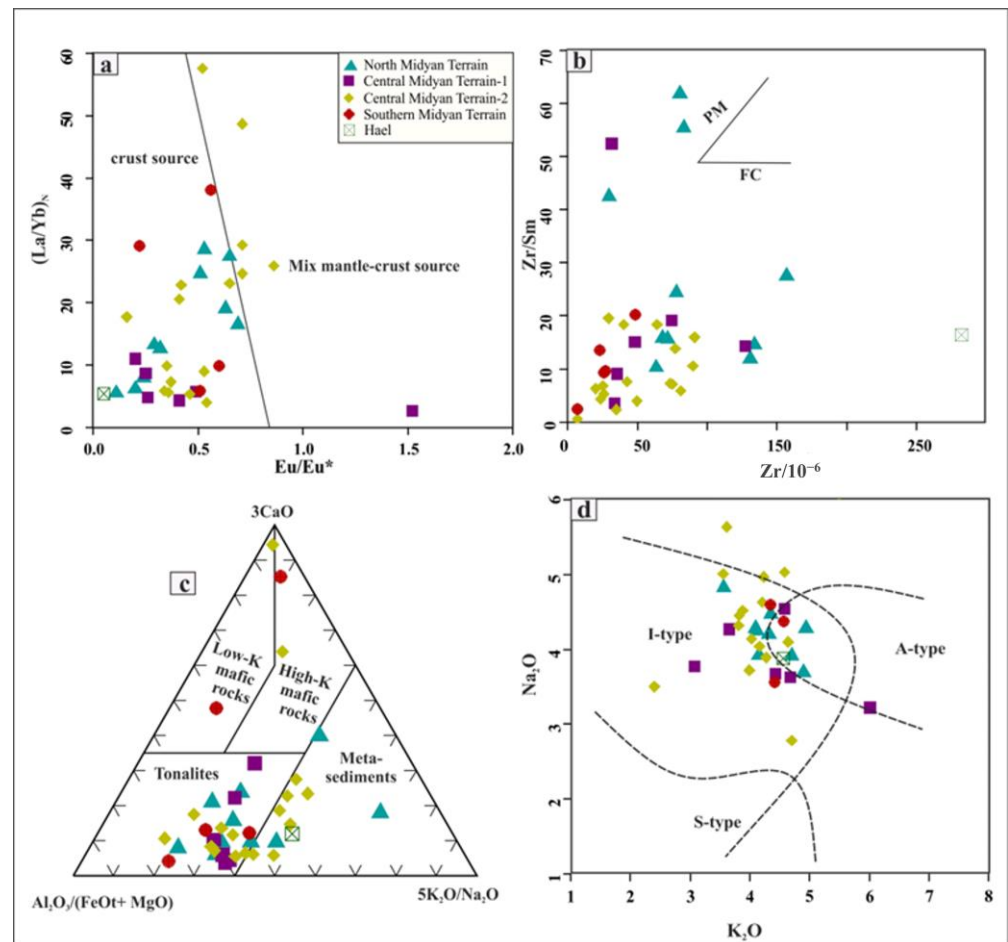 a
60
50
40
30
20
10
0
(La/Yb)N
0.0
0.5
1.0
1.5
2.0
Eu/Eu*
crust source
Mix mantle-crust source
North Midyan Terrain
Central Midyan Terrain-1
Central Midyan Terrain-2
Southern Midyan Terrain
Hael
b
70
60
50
40
30
20
10
0
Zr/Sm
0
50
150
250
Zr/10⁻⁶
PM
FC
c
3CaO
Low-K
mafic
rocks
High-K
mafic
rocks
Tonalites
Meta-
sediments
Al₂O₃/(FeOt+ MgO)
5K₂O/Na₂O
d
6
5
4
3
2
1
Na₂O
1
2
3
4
5
6
7
8
K₂O
I-type
A-type
S-type